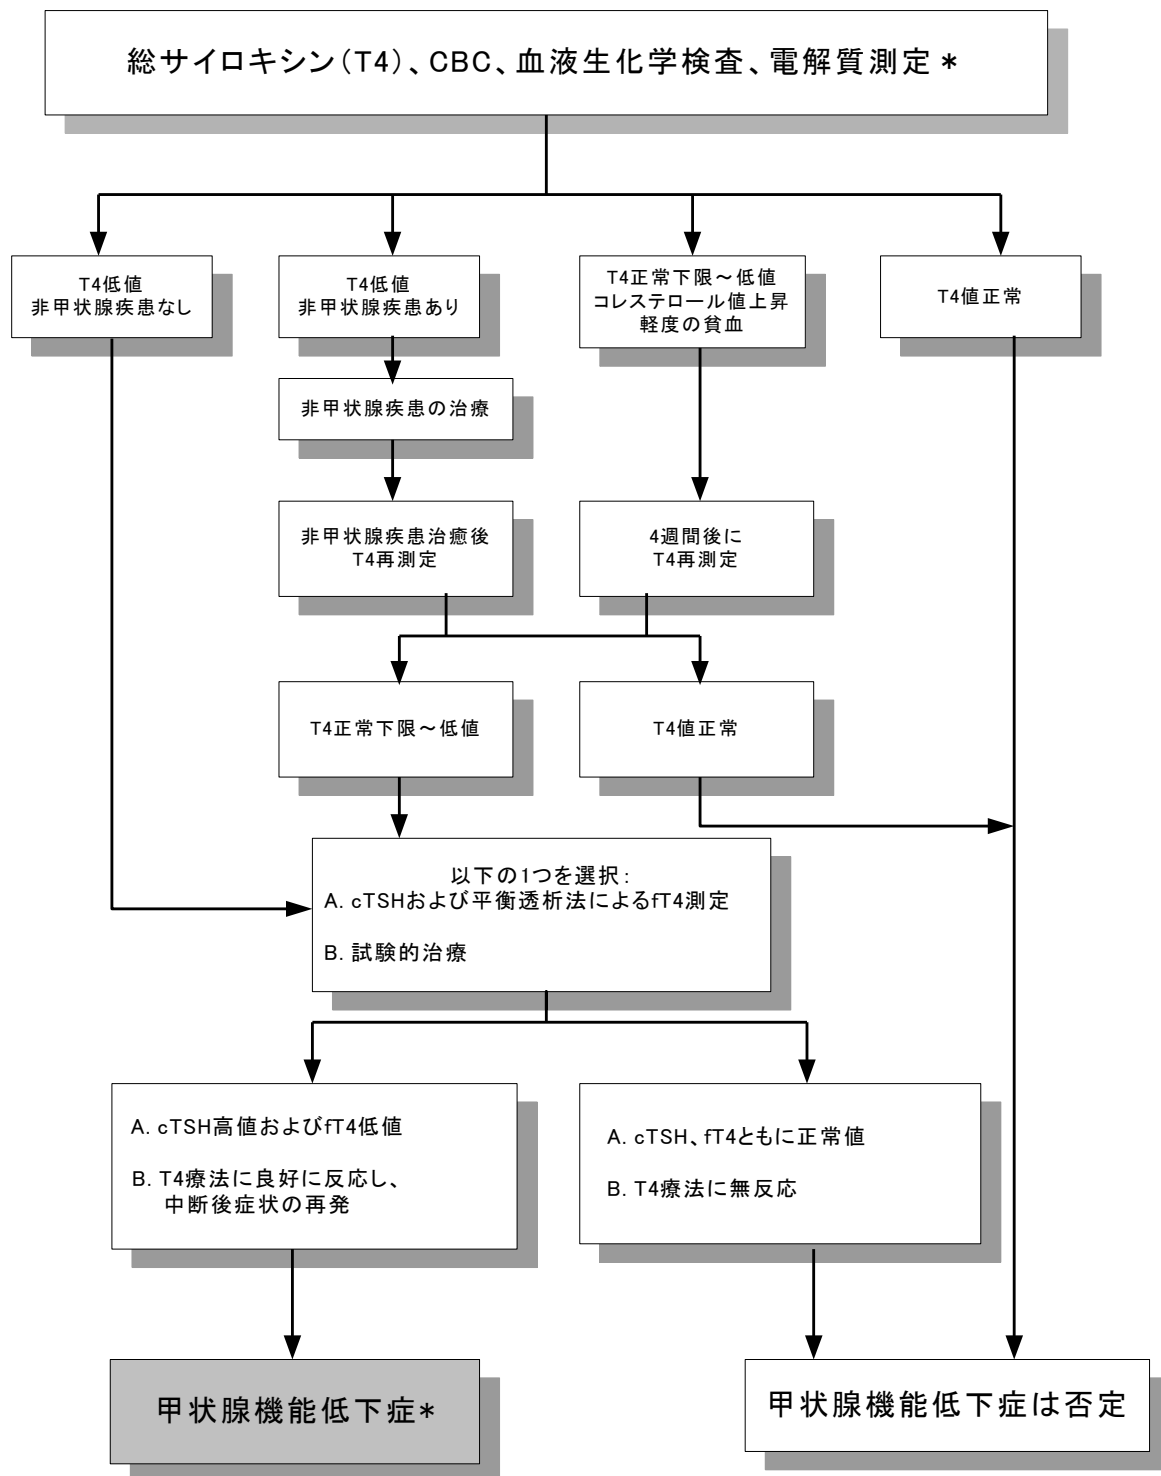 総サイロキシン(T4)、CBC、血液生化学検査、電解質測定＊
T4低値
非甲状腺疾患なし
T4低値
非甲状腺疾患あり
T4正常下限～低値
コレステロール値上昇
軽度の貧血
T4値正常
非甲状腺疾患の治療
非甲状腺疾患治癒後
T4再測定
4週間後に
T4再測定
T4正常下限～低値
T4値正常
以下の1つを選択:
A. cTSHおよび平衡透析法によるfT4測定
B. 試験的治療
A. cTSH高値およびfT4低値
B. T4療法に良好に反応し、
中断後症状の再発
A. cTSH、fT4ともに正常値
B. T4療法に無反応
甲状腺機能低下症＊
甲状腺機能低下症は否定